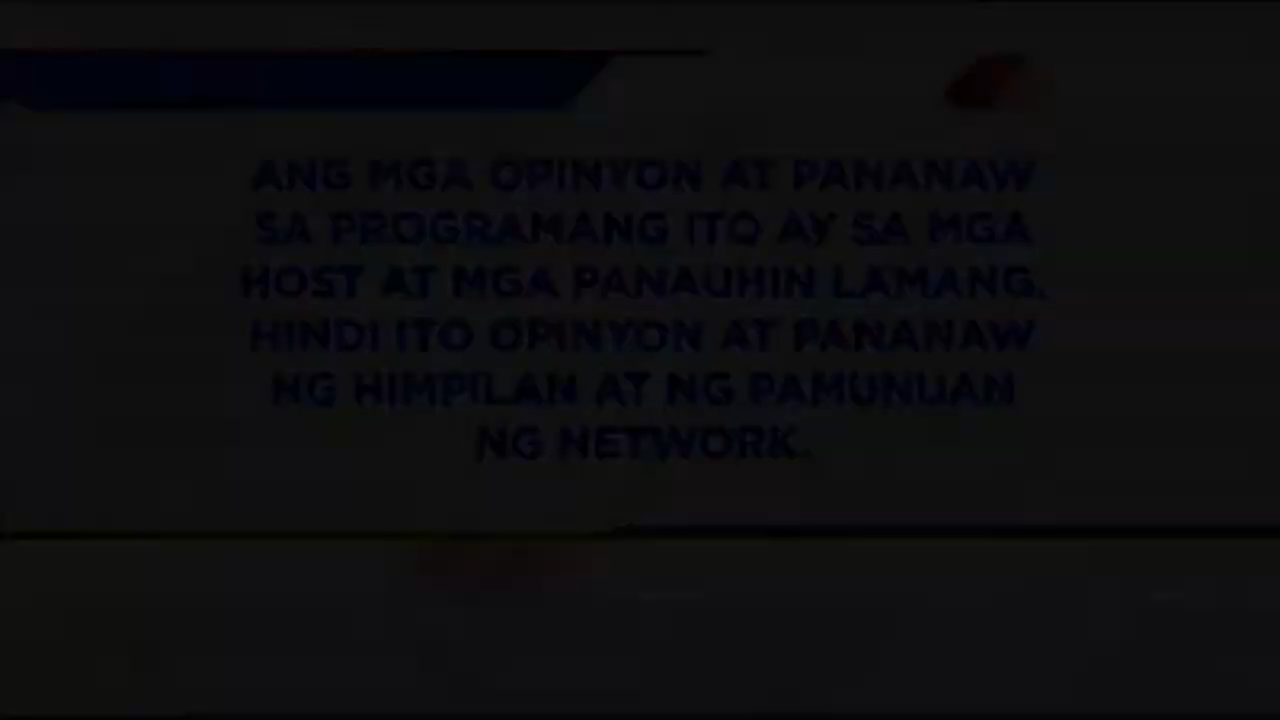 ANG MGA OPINYON AT PANANAW
SA PROGRAMANG ITO AY SA MGA
HOST AT MGA PANAUHIN LAMANG.
HINDI ITO OPINYON AT PANANAW
NG HIMPILAN AT NG PAMUNUAN
NG NETWORK.